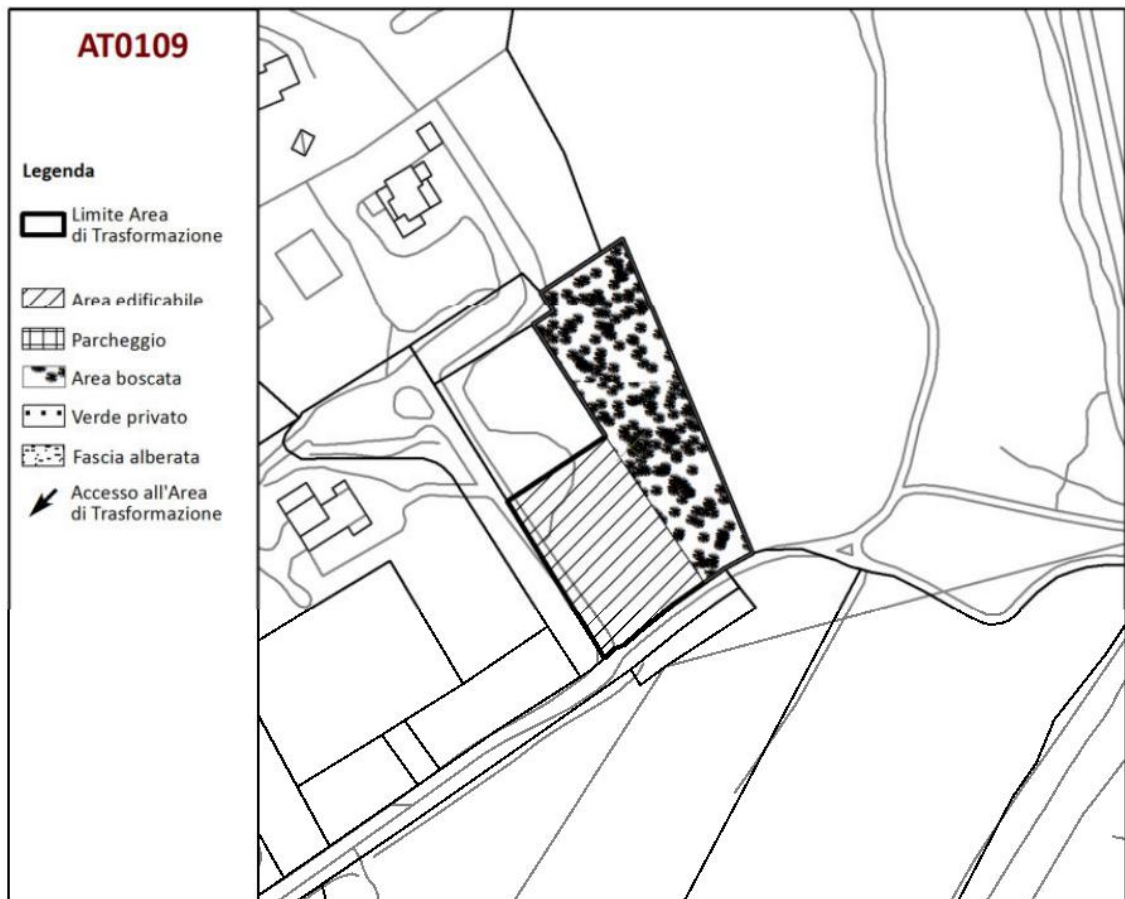 AT0109
Legenda
Limite Area
di Trasformazione
Area edificabile
Parcheggio
Area boscata
Verde privato
Fascia alberata
Accesso all'Area
di Trasformazione